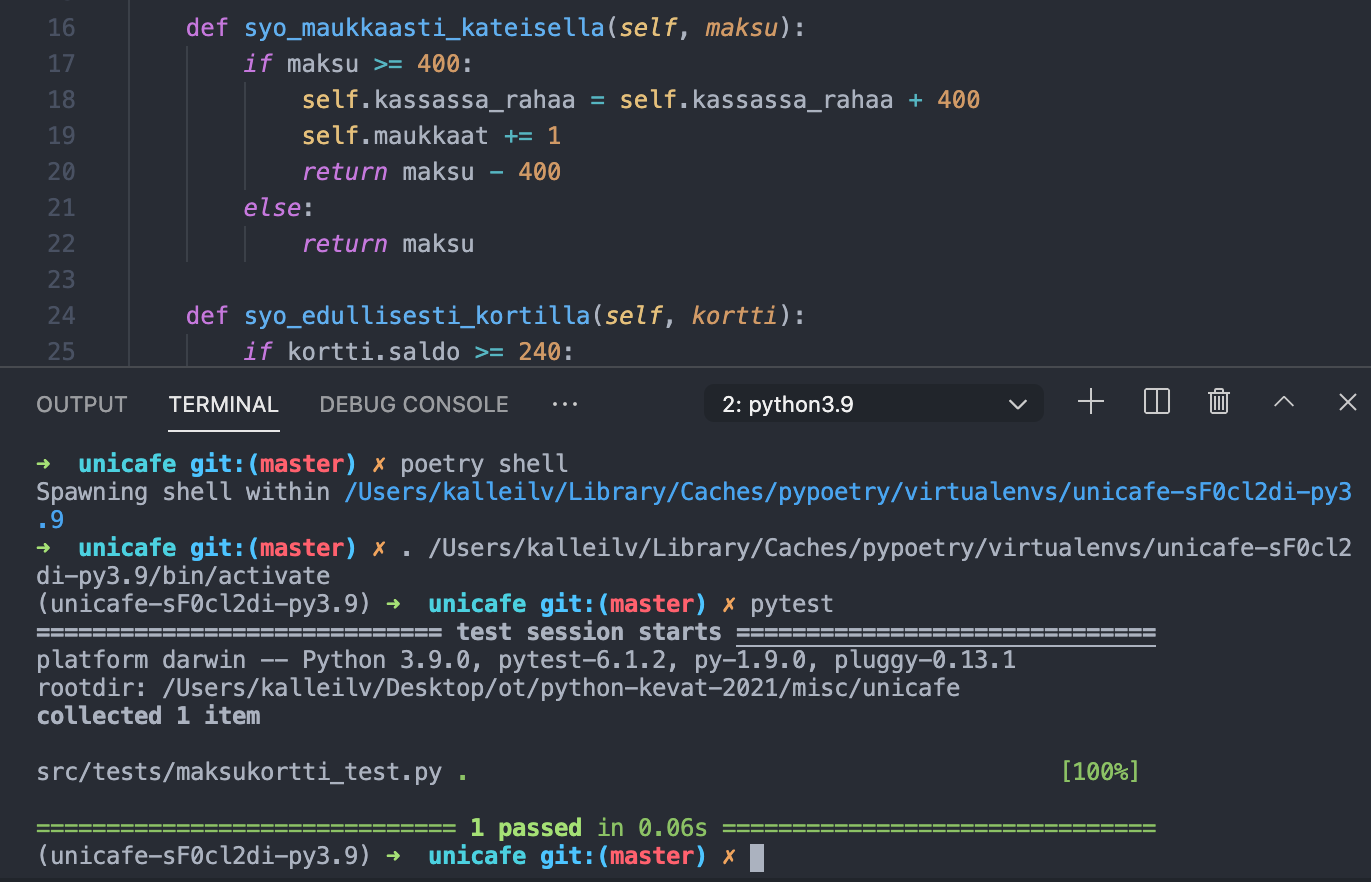 16 def syo_maukkaasti_kateisella(self, maksu):
17 if maksu >= 400:
18 self.kassassa_rahaa = self.kassassa_rahaa + 400
19 self.maukkaat += 1
20 return maksu - 400
21 else:
22 return maksu
23
24 def syo_edullisesti_kortilla(self, kortti):
25 if kortti.saldo >= 240:
OUTPUT TERMINAL DEBUG CONSOLE ··· 2: python3.9
➜ unicafe git:(master) ✗ poetry shell
Spawning shell within /Users/kalleilv/Library/Caches/pypoetry/virtualenvs/unicafe-sF0cl2di-py3
.9
➜ unicafe git:(master) ✗ . /Users/kalleilv/Library/Caches/pypoetry/virtualenvs/unicafe-sF0cl2
di-py3.9/bin/activate
(unicafe-sF0cl2di-py3.9) ➜ unicafe git:(master) ✗ pytest
============================= test session starts ==============================
platform darwin -- Python 3.9.0, pytest-6.1.2, py-1.9.0, pluggy-0.13.1
rootdir: /Users/kalleilv/Desktop/ot/python-kevat-2021/misc/unicafe
collected 1 item
src/tests/maksukortti_test.py . [100%]
============================== 1 passed in 0.06s ===============================
(unicafe-sF0cl2di-py3.9) ➜ unicafe git:(master) ✗